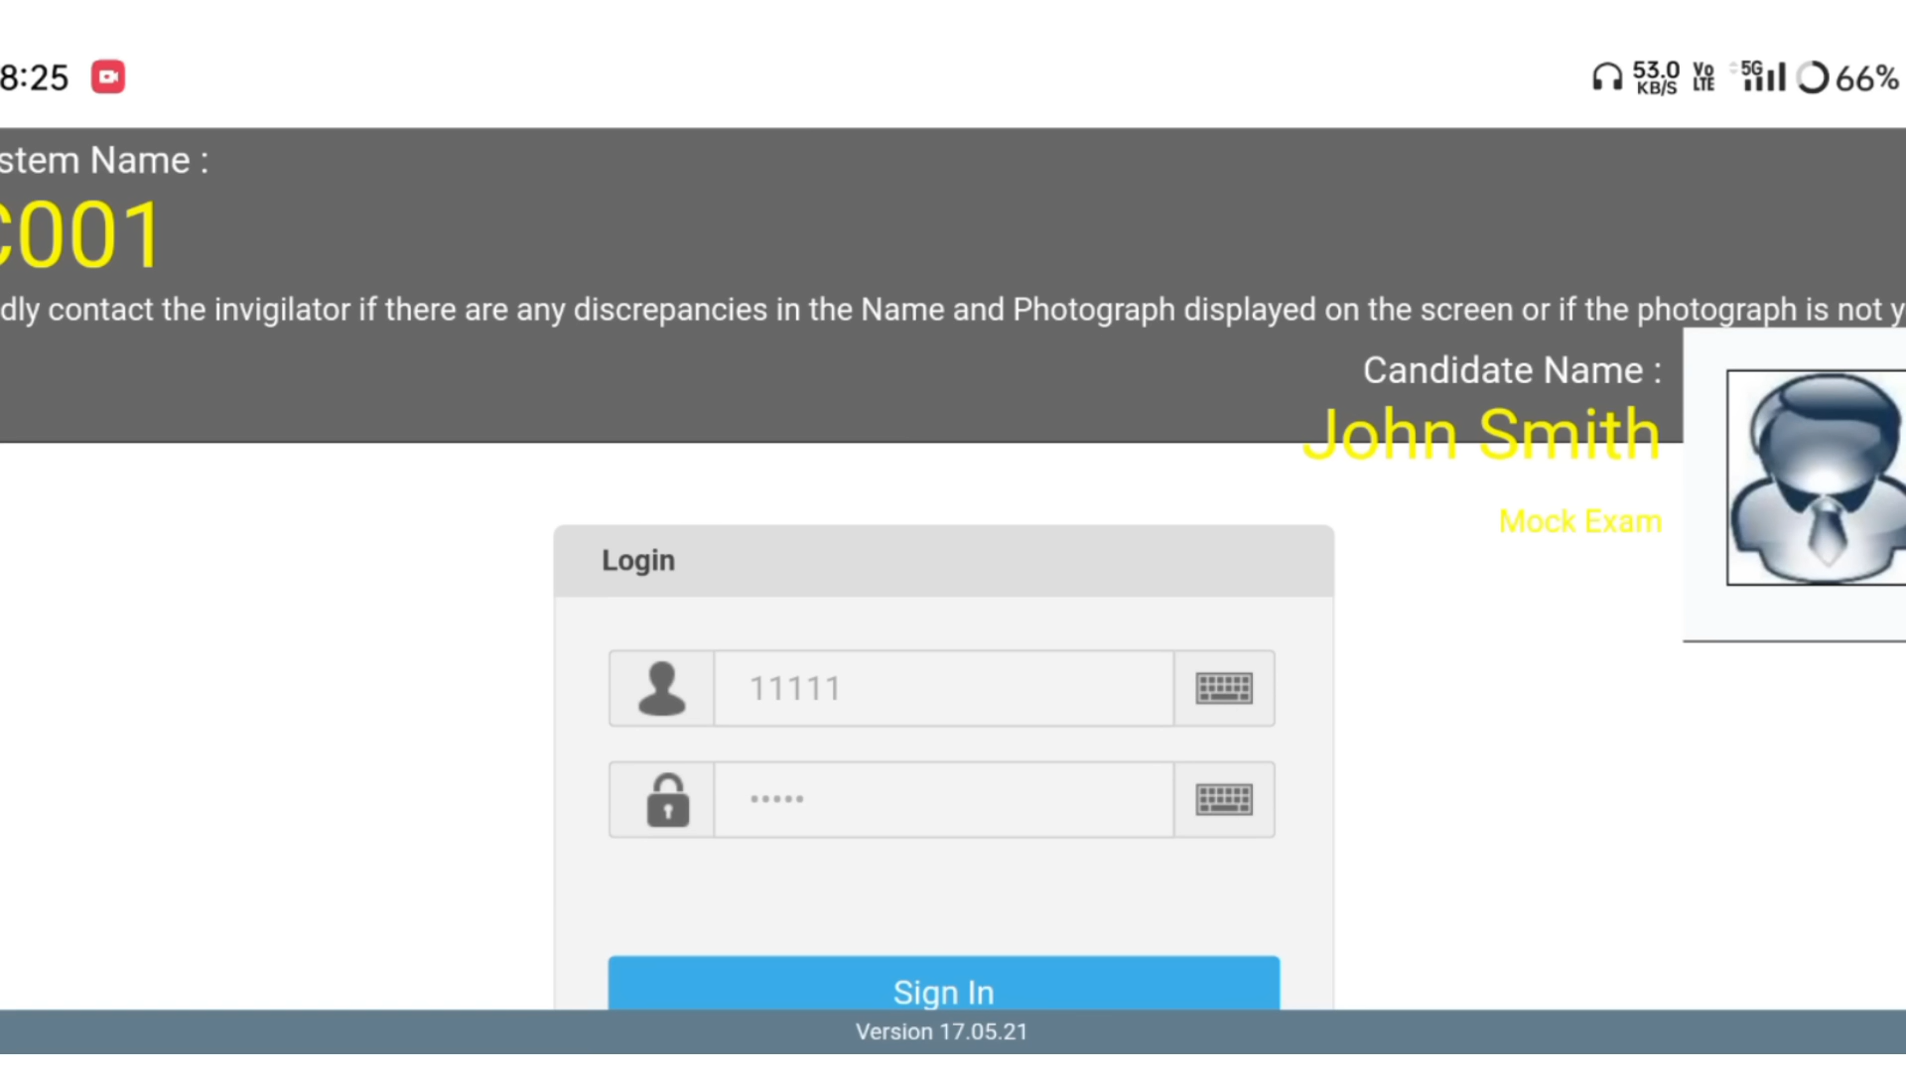 8:25
53.0 KB/S Vo LTE 5G 66%
stem Name :
C001
dly contact the invigilator if there are any discrepancies in the Name and Photograph displayed on the screen or if the photograph is not y
Candidate Name :
John Smith
Mock Exam
Login
11111
•••••
Sign In
Version 17.05.21